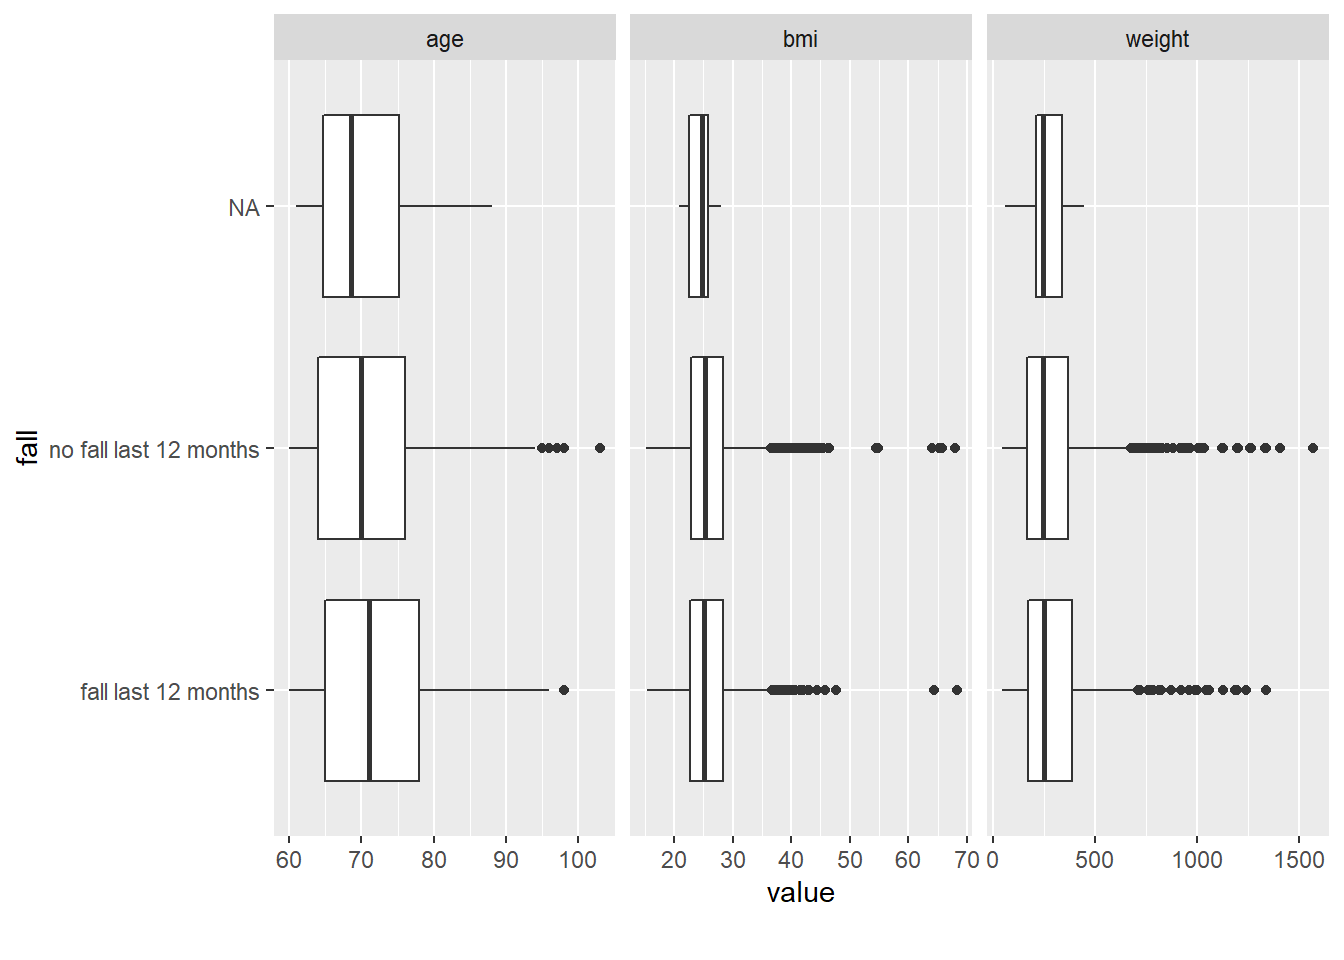 age bmi weight
NA
no fall last 12 months
fall last 12 months
fall
60 70 80 90 100 20 30 40 50 60 70 0 500 1000 1500
value